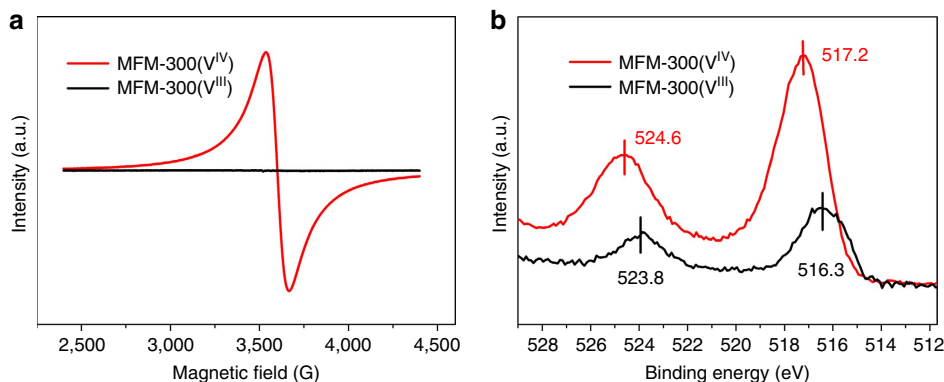 a
MFM-300(V^IV)
MFM-300(V^III)
Intensity (a.u.)
2,500 3,000 3,500 4,000 4,500
Magnetic field (G)
b
MFM-300(V^IV)
MFM-300(V^III)
517.2
524.6
523.8
516.3
Intensity (a.u.)
528 526 524 522 520 518 516 514 512
Binding energy (eV)